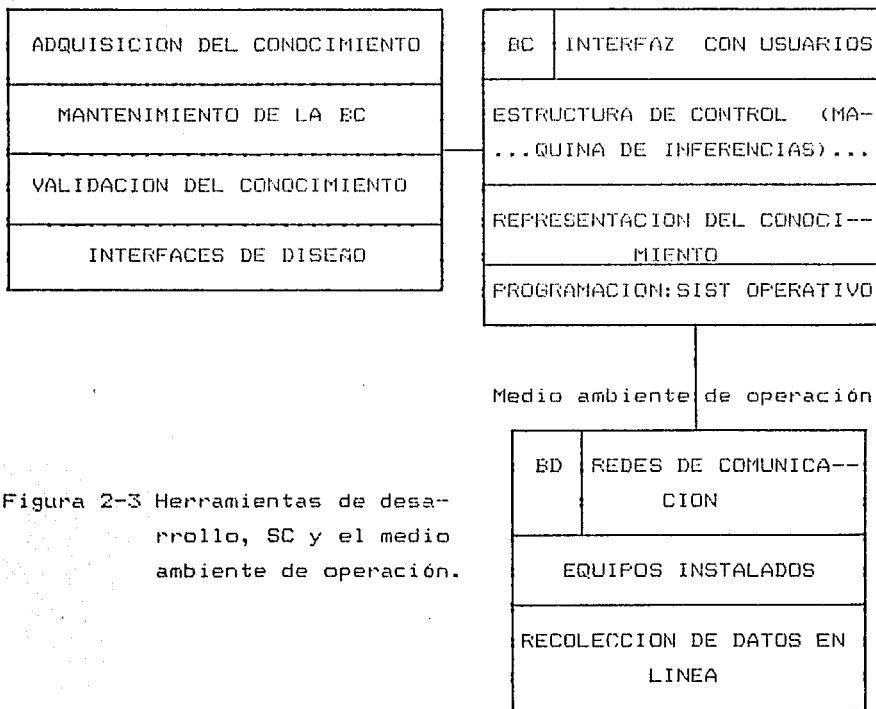 ADQUISICION DEL CONOCIMIENTO
MANTENIMIENTO DE LA BC
VALIDACION DEL CONOCIMIENTO
INTERFACES DE DISEÑO
BC INTERFAZ CON USUARIOS
ESTRUCTURA DE CONTROL (MA-
...QUINA DE INFERENCIAS)...
REPRESENTACION DEL CONOCI--
MIENTO
PROGRAMACION:SIST OPERATIVO
Medio ambiente de operación
BD REDES DE COMUNICA--
CION
EQUIPOS INSTALADOS
RECOLECCION DE DATOS EN
LINEA
Figura 2-3 Herramientas de desa--
rrollo, SC y el medio
ambiente de operación.